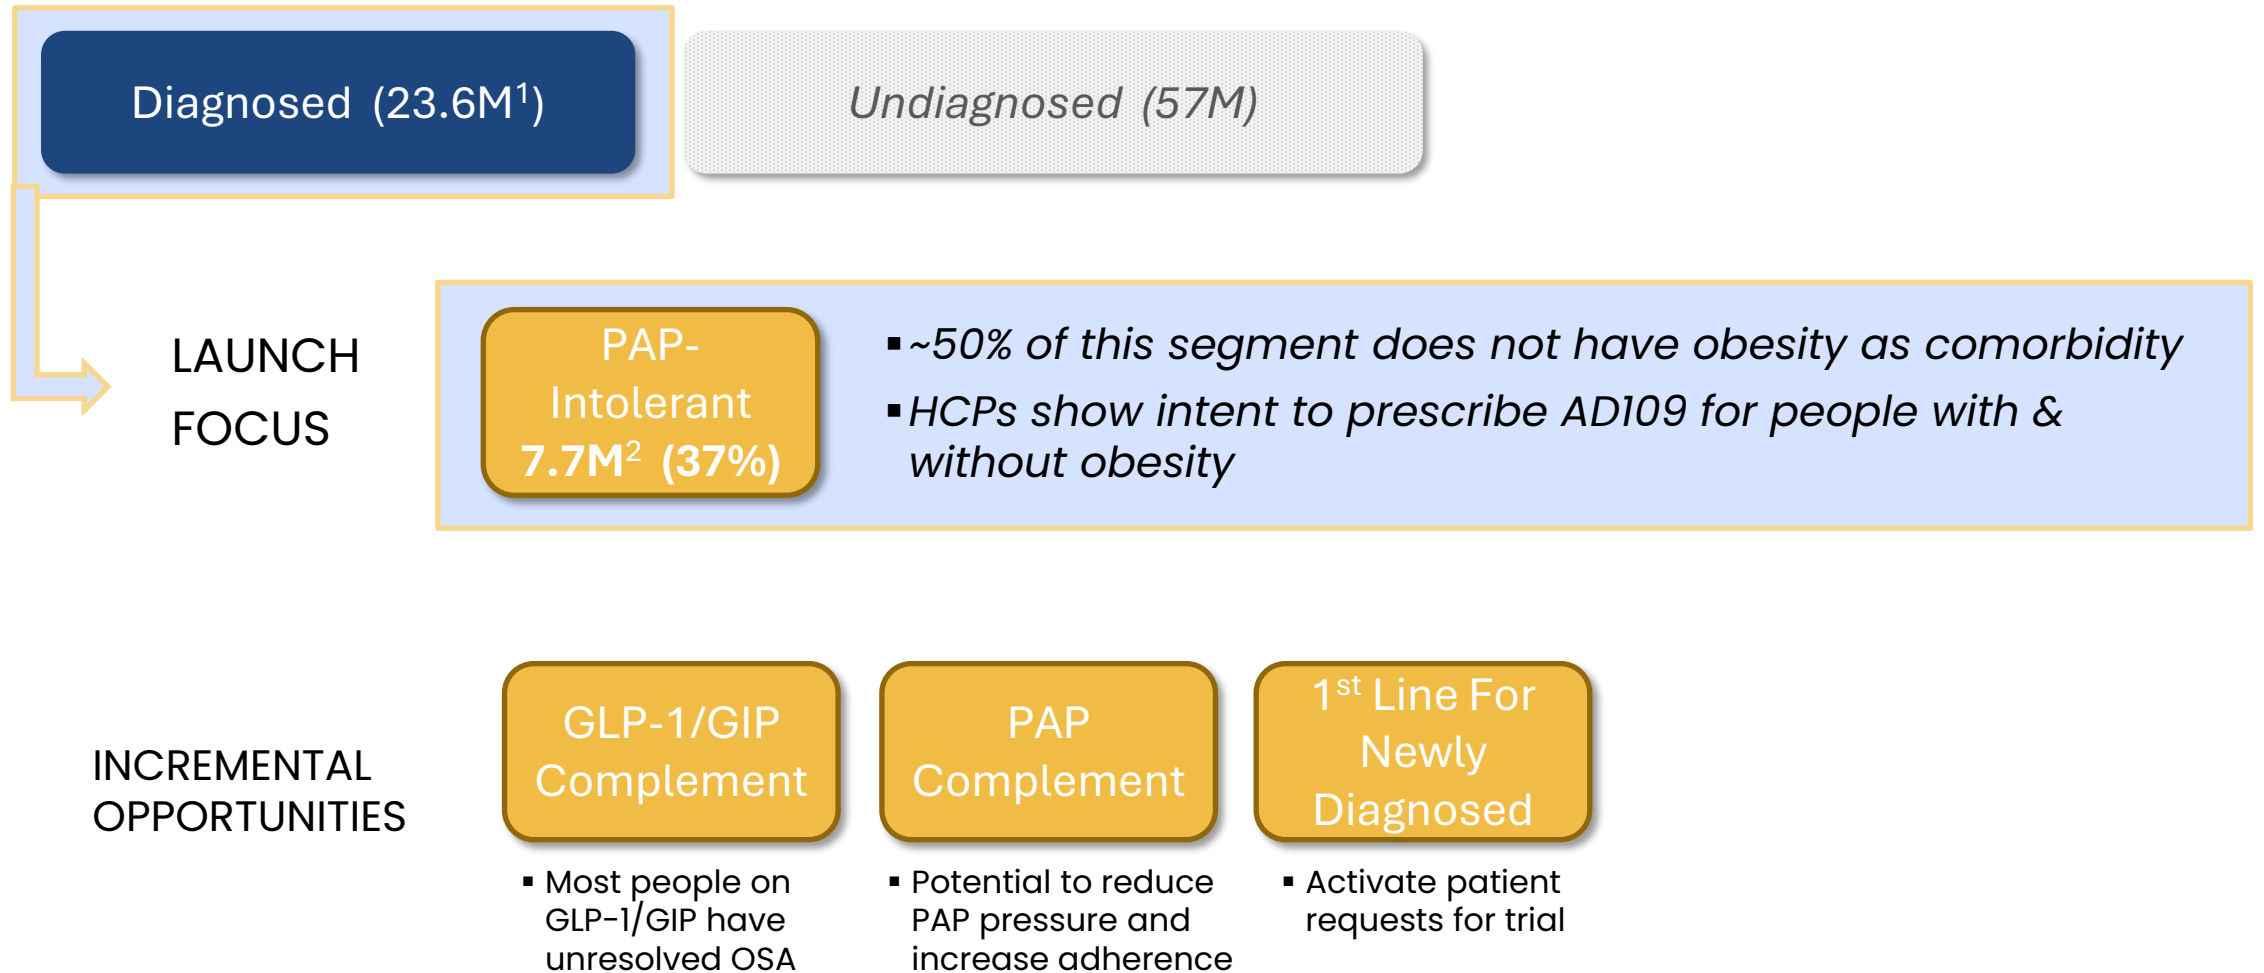 Diagnosed (23.6M¹)
Undiagnosed (57M)
LAUNCH
FOCUS
PAP-
Intolerant
7.7M² (37%)
▪ ~50% of this segment does not have obesity as comorbidity
▪ HCPs show intent to prescribe AD109 for people with &
without obesity
INCREMENTAL
OPPORTUNITIES
GLP-1/GIP
Complement
▪ Most people on
GLP-1/GIP have
unresolved OSA
PAP
Complement
▪ Potential to reduce
PAP pressure and
increase adherence
1st Line For
Newly
Diagnosed
▪ Activate patient
requests for trial